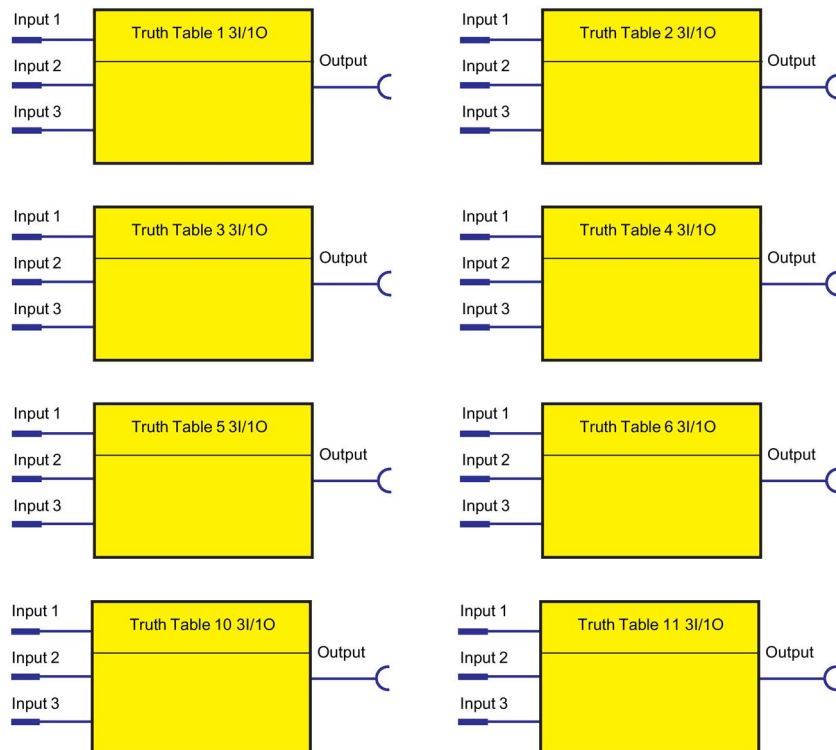 Input 1
Truth Table 1 3I/1O
Output
Input 2
Input 3
Input 1
Truth Table 2 3I/1O
Output
Input 2
Input 3
Input 1
Truth Table 3 3I/1O
Output
Input 2
Input 3
Input 1
Truth Table 4 3I/1O
Output
Input 2
Input 3
Input 1
Truth Table 5 3I/1O
Output
Input 2
Input 3
Input 1
Truth Table 6 3I/1O
Output
Input 2
Input 3
Input 1
Truth Table 10 3I/1O
Output
Input 2
Input 3
Input 1
Truth Table 11 3I/1O
Output
Input 2
Input 3